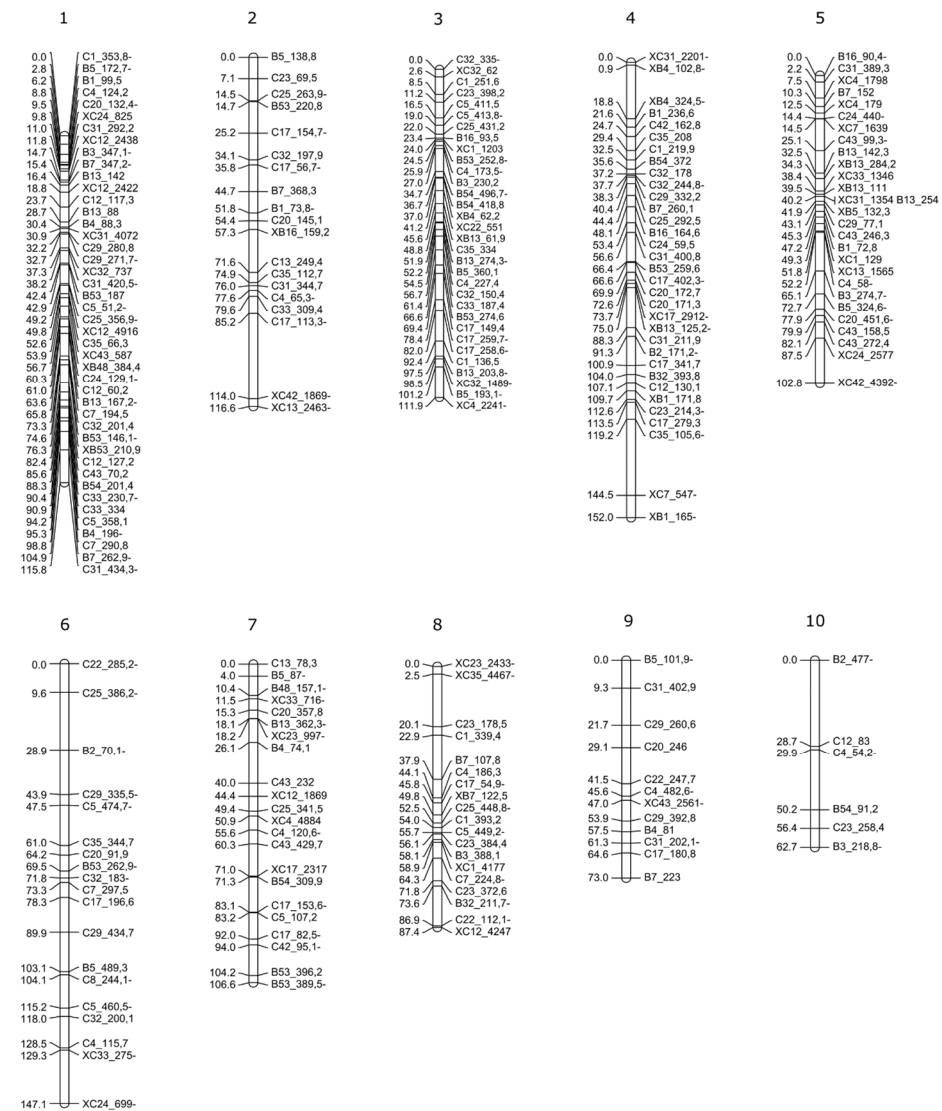 1
0.0 C1_353,8-
2.8 B5_172,7-
6.2 B1_99,5
8.8 C4_124,2
9.5 C20_132,4-
9.8 XC24_825
11.0 C31_292,2
11.8 XC12_2438
14.7 B3_347,1-
15.4 B7_347,2-
16.4 B13_142
18.8 XC12_2422
23.7 C12_117,3
28.7 B13_88
30.4 B4_88,3
30.9 XC31_4072
32.2 C29_280,8
32.7 C29_271,7-
37.3 XC32_737
38.2 C31_420,5-
42.4 B53_187
42.9 C5_51,2-
49.2 C25_356,9-
49.8 XC12_4916
52.6 C35_66,3
53.9 XC43_587
56.7 XB48_384,4
60.3 C24_129,1-
61.0 C12_60,2
63.6 B13_167,2-
65.8 C7_194,5
73.3 C32_201,4
74.6 B53_146,1-
76.3 XB53_210,9
82.4 C12_127,2
85.6 C43_70,2
88.3 B54_201,4
90.4 C33_230,7-
90.9 C33_334
94.2 C5_358,1
95.3 B4_196-
98.8 C7_290,8
104.9 B7_262,9-
115.8 C31_434,3-
2
0.0 B5_138,8
7.1 C23_69,5
14.5 C25_263,9-
14.7 B53_220,8
25.2 C17_154,7-
34.1 C32_197,9
35.8 C17_56,7-
44.7 B7_368,3
51.8 B1_73,8-
54.4 C20_145,1
57.3 XB16_159,2
71.6 C13_249,4
74.9 C35_112,7
76.0 C31_344,7
77.6 C4_65,3-
79.6 C33_309,4
85.2 C17_113,3-
114.0 XC42_1869-
116.6 XC13_2463-
3
0.0 C32_335-
2.6 XC32_62
6.2 C1_251,6
11.2 C23_398,2
16.5 C5_411,5
19.0 C5_413,8-
22.0 C25_431,2
23.4 B16_93,5
24.0 XC1_1203
24.5 B53_252,8-
25.9 C4_173,5-
27.0 B3_230,2
34.7 B54_496,7-
36.7 B54_418,8
37.0 XB4_62,2
41.2 XC22_551
45.6 XB13_61,9
48.8 C35_334
51.9 B13_274,3-
52.2 B5_360,1
54.5 C4_227,4
56.7 C32_150,4
61.4 C33_187,4
66.6 B53_274,6
69.4 C17_149,4
78.4 C17_259,7-
82.0 C17_258,6-
92.4 C1_136,5
97.5 B13_203,8-
98.5 XC32_1489-
101.2 B5_193,1-
111.9 XC4_2241-
4
0.0 XC31_2201-
0.9 XB4_102,8-
18.8 XB4_324,5-
21.6 B1_236,6
24.7 C42_162,8
29.4 C35_208
32.5 C1_219,9
35.6 B54_372
37.2 C32_178
37.7 C32_244,8-
38.3 C29_332,2
40.4 B7_260,1
44.4 C25_292,5
48.1 B16_164,6
53.4 C24_59,5
56.6 C31_400,8
66.4 B53_259,6
66.6 C17_402,3-
69.9 C20_172,7
72.6 C20_171,3
73.7 XC17_2912-
75.0 XB13_125,2-
88.3 C31_211,9
91.3 B2_171,2-
100.9 C1_341,7
104.0 B32_393,8
107.1 C12_130,1
109.7 XB1_171,8
112.6 C23_214,3-
113.5 C17_279,3
119.2 C35_105,6-
144.5 XC7_547-
152.0 XB1_165-
5
0.0 B16_90,4-
2.2 C31_389,3
7.5 XC4_1798
10.3 B7_152
12.5 XC4_179
14.4 C24_440-
14.5 XC7_1639
25.1 C43_99,3-
32.5 B13_142,3
34.3 XB13_284,2
38.4 XC33_1346
39.5 XB13_111
40.2 XC31_1354 B13_254
41.9 XB5_132,3
43.1 C29_77,1
45.3 C43_246,3
47.2 B1_72,8
49.3 XC1_129
51.8 XC13_1565
52.2 C4_58-
65.1 B3_274,7-
72.7 B5_324,6-
77.9 C20_451,6-
79.9 C43_158,5
82.1 C43_272,4
87.5 XC24_2577
102.8 XC42_4392-
6
0.0 C22_285,2-
9.6 C25_386,2-
28.9 B2_70,1-
43.9 C29_335,5-
47.5 C5_474,7-
61.0 C35_344,7
64.2 C20_91,9
69.5 B53_262,9-
71.8 C32_183-
73.3 C7_297,5
78.3 C17_196,6
89.9 C29_434,7
103.1 B5_489,3
104.1 C8_244,1-
115.2 C5_460,5-
118.0 C32_200,1
128.5 C4_115,7
129.3 XC33_275-
147.1 XC24_699-
7
0.0 C13_78,3
4.0 B5_87-
10.4 B48_157,1-
11.5 XC33_716-
15.3 C20_357,8
18.1 B13_362,3-
18.2 XC23_997-
26.1 B4_74,1
40.0 C43_232
44.4 XC12_1869
49.4 C25_341,5
50.9 XC4_4884
55.6 C4_120,6-
60.3 C43_429,7
71.0 XC17_2317
71.3 B54_309,9
83.1 C17_153,6-
83.2 C5_107,2
92.0 C17_82,5-
94.0 C42_95,1-
104.2 B53_396,2
106.6 B53_389,5-
8
0.0 XC23_2433-
2.5 XC35_4467-
20.1 C23_178,5
22.9 C1_339,4
37.9 B7_107,8
44.1 C4_186,3
45.8 C17_54,9-
49.8 XB7_122,5
52.5 C25_448,8-
54.0 C1_393,2
55.7 C5_449,2-
56.1 C23_384,4
58.1 B3_388,1
58.9 XC1_4177
64.3 C7_224,8-
71.8 C23_372,6
73.6 B32_211,7-
86.9 C22_112,1-
87.4 XC12_4247
9
0.0 B5_101,9-
9.3 C31_402,9
21.7 C29_260,6
29.1 C20_246
41.5 C22_247,7
45.6 C4_482,6-
47.0 XC43_2561-
53.9 C29_392,8
57.5 B4_81
61.3 C31_202,1-
64.6 C17_180,8
73.0 B7_223
10
0.0 B2_477-
28.7 C12_83
29.9 C4_54,2-
50.2 B54_91,2
56.4 C23_258,4
62.7 B3_218,8-